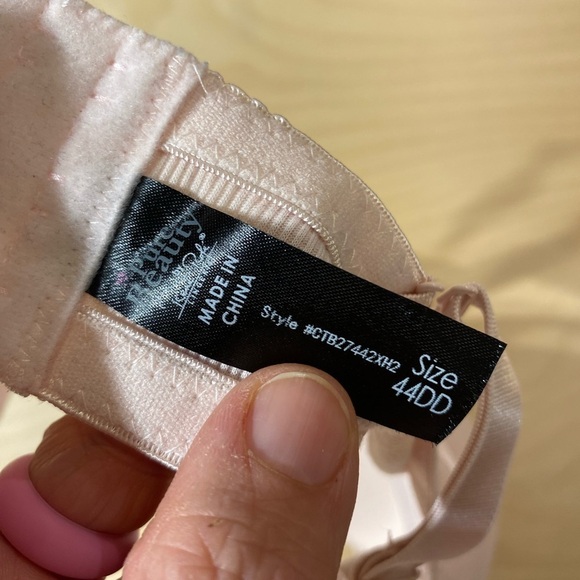 Pure
Beauty
MADE IN
CHINA
Style #CTB27442XH2
Size
44DD